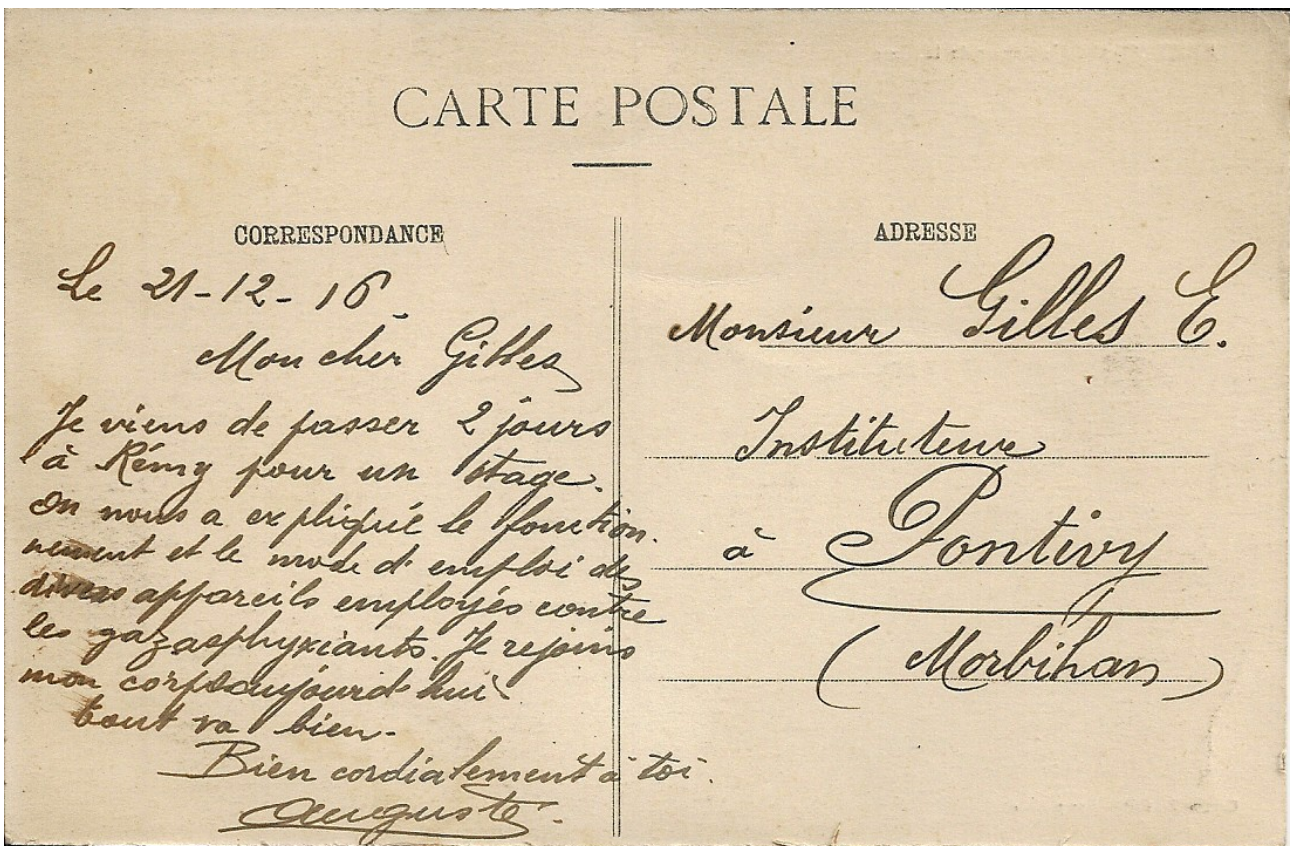 CARTE POSTALE
CORRESPONDANCE
Le 21-12-16.
Mon cher Gilles
Je viens de passer 2 jours
à Rémy pour un stage.
On nous a expliqué le fonction-
nement et le mode d'emploi des
divers appareils employés contre
les gaz asphyxiants. Je rejoins
mon corps aujourd'hui
tout va bien.
Bien cordialement à toi.
Auguste.
ADRESSE
Monsieur Gilles E.
Instituteur
à Pontivy
(Morbihan)